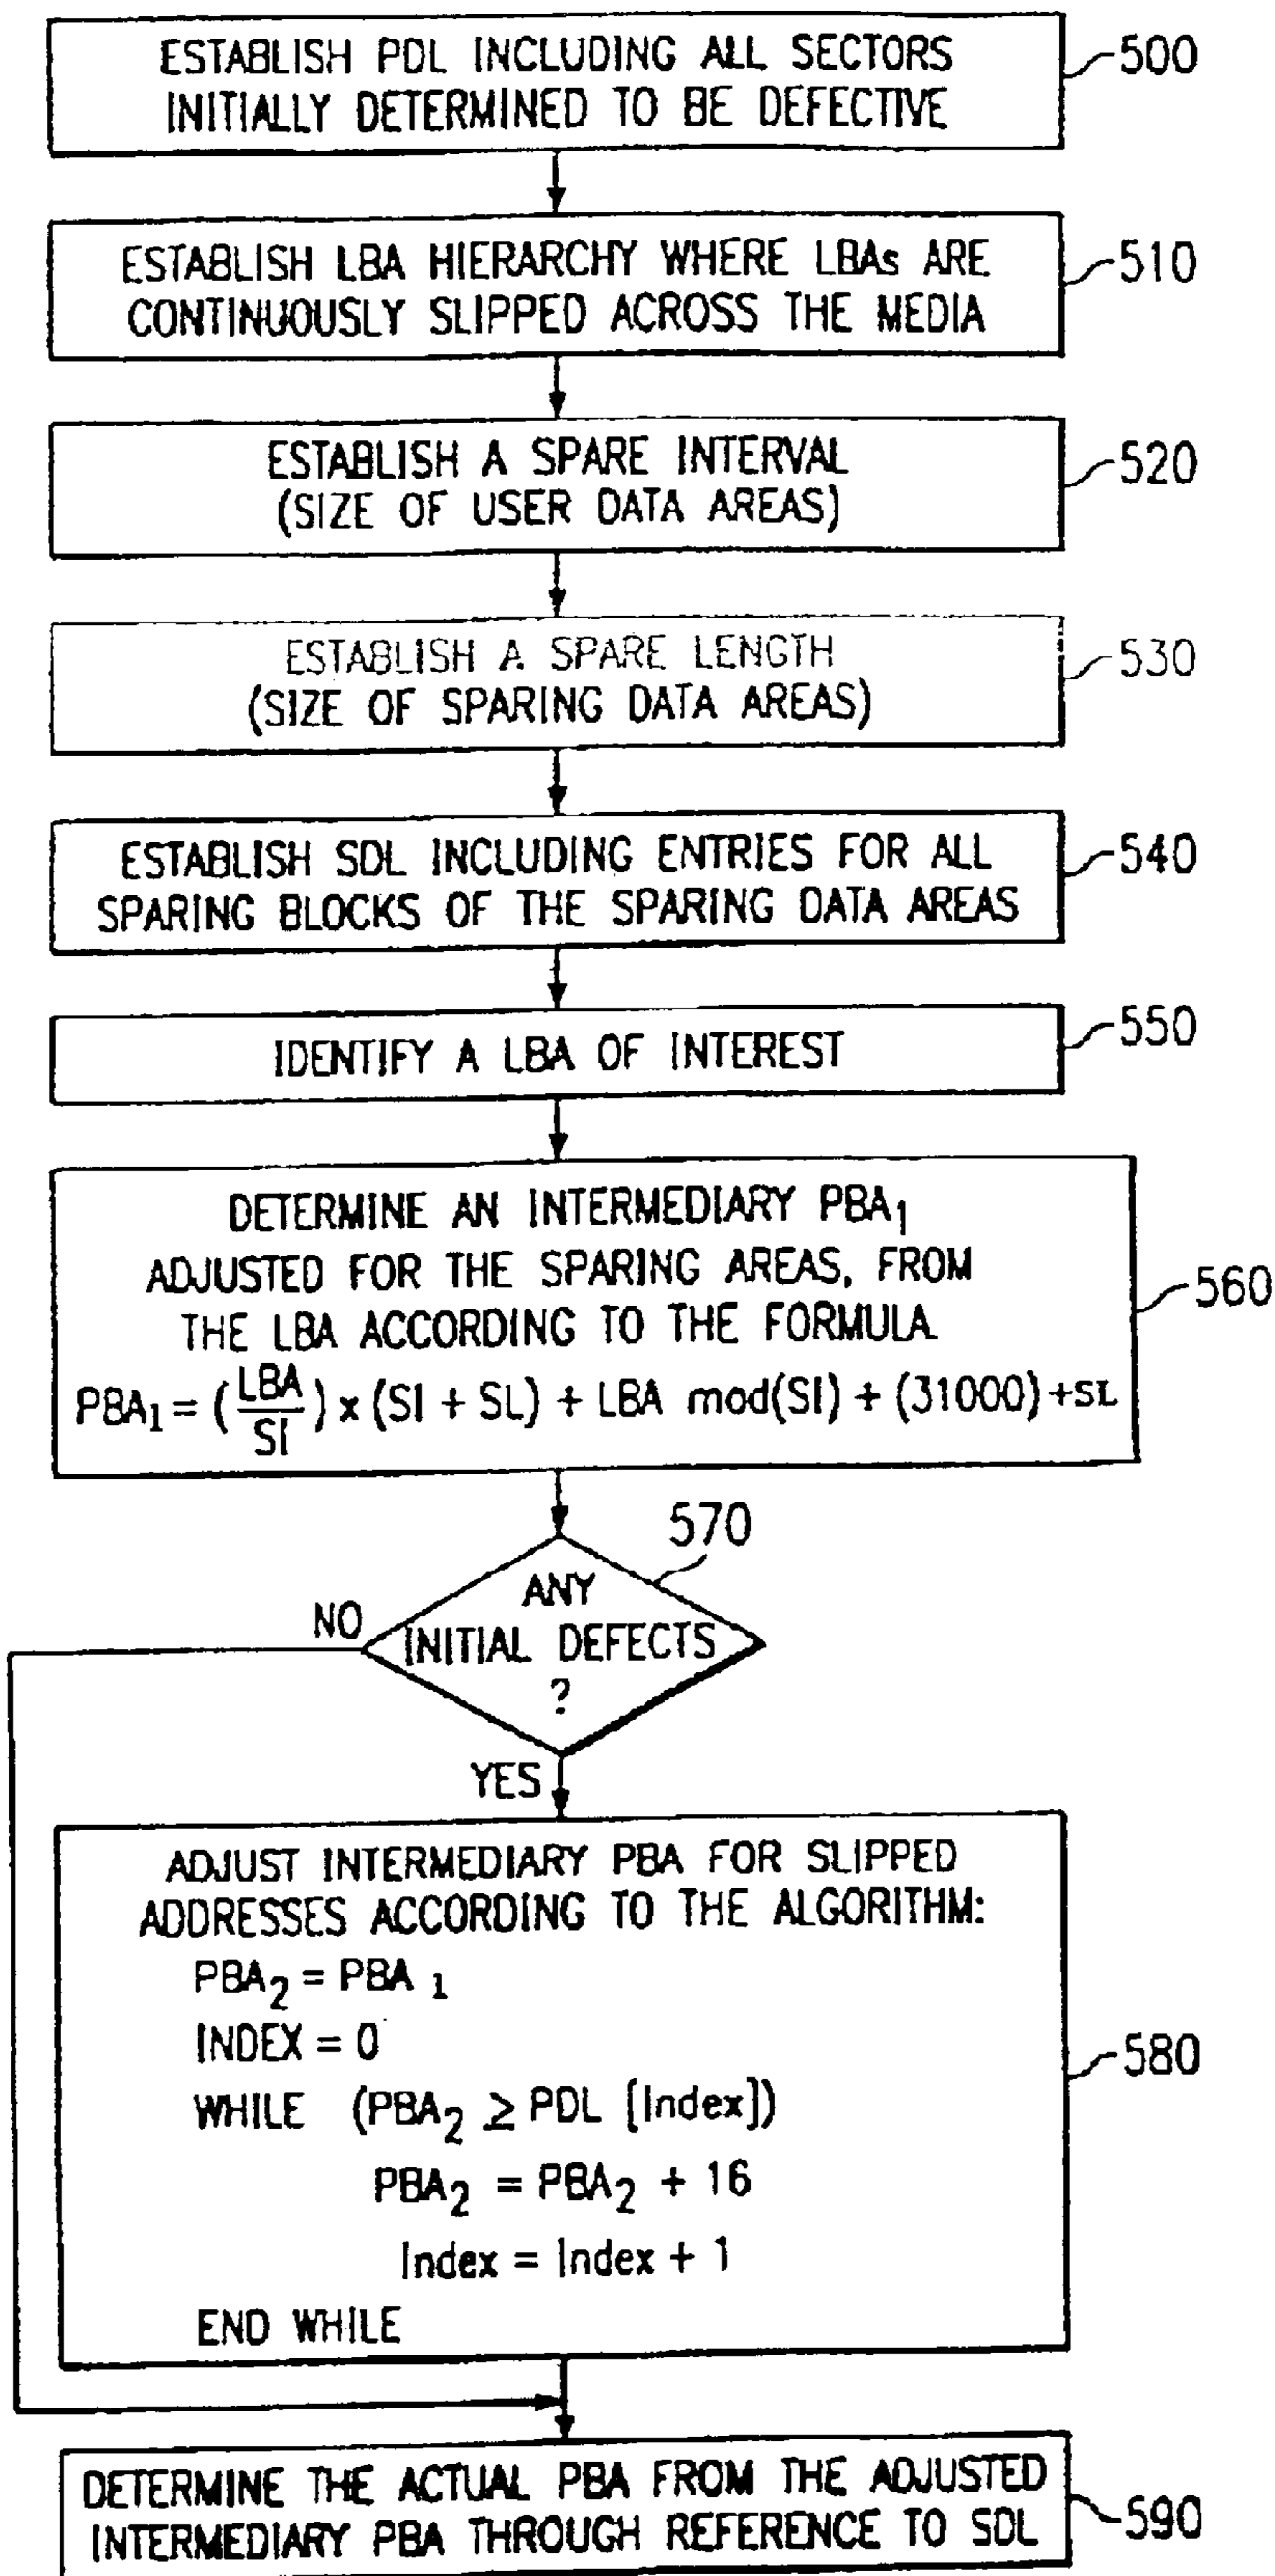 ESTABLISH PDL INCLUDING ALL SECTORS
INITIALLY DETERMINED TO BE DEFECTIVE
500
ESTABLISH LBA HIERARCHY WHERE LBAs ARE
CONTINUOUSLY SLIPPED ACROSS THE MEDIA
510
ESTABLISH A SPARE INTERVAL
(SIZE OF USER DATA AREAS)
520
ESTABLISH A SPARE LENGTH
(SIZE OF SPARING DATA AREAS)
530
ESTABLISH SDL INCLUDING ENTRIES FOR ALL
SPARING BLOCKS OF THE SPARING DATA AREAS
540
IDENTIFY A LBA OF INTEREST
550
DETERMINE AN INTERMEDIARY PBA₁
ADJUSTED FOR THE SPARING AREAS, FROM
THE LBA ACCORDING TO THE FORMULA
PBA₁ = (LBA/SI) x (SI + SL) + LBA mod(SI) + (31000) +SL
560
570
ANY
INITIAL DEFECTS
?
NO
YES
ADJUST INTERMEDIARY PBA FOR SLIPPED
ADDRESSES ACCORDING TO THE ALGORITHM:
PBA₂ = PBA ₁
INDEX = 0
WHILE (PBA₂ ≥ PDL [Index])
PBA₂ = PBA₂ + 16
Index = Index + 1
END WHILE
580
DETERMINE THE ACTUAL PBA FROM THE ADJUSTED
INTERMEDIARY PBA THROUGH REFERENCE TO SDL
590